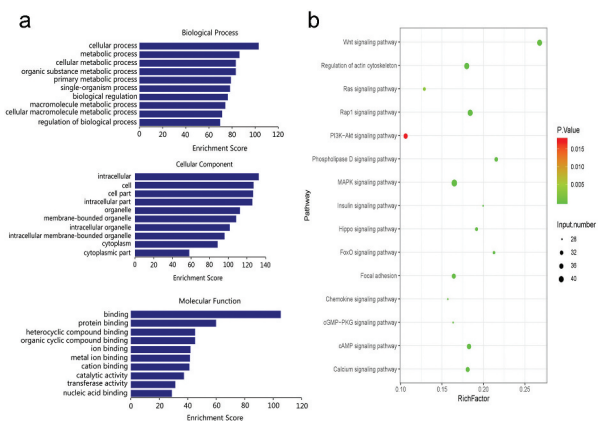 a
Biological Process
cellular process
metabolic process
cellular metabolic process
organic substance metabolic process
primary metabolic process
single-organism process
biological regulation
macromolecule metabolic process
cellular macromolecule metabolic process
regulation of biological process
0 20 40 60 80 100 120
Enrichment Score
Cellular Component
intracellular
cell
cell part
intracellular part
organelle
membrane-bounded organelle
intracellular organelle
intracellular membrane-bounded organelle
cytoplasm
cytoplasmic part
0 20 40 60 80 100 120 140
Enrichment Score
Molecular Function
binding
protein binding
heterocyclic compound binding
organic cyclic compound binding
ion binding
metal ion binding
cation binding
catalytic activity
transferase activity
nucleic acid binding
0 20 40 60 80 100 120
Enrichment Score
b
Pathway
Wnt signaling pathway
Regulation of actin cytoskeleton
Ras signaling pathway
Rap1 signaling pathway
PI3K-Akt signaling pathway
Phospholipase D signaling pathway
MAPK signaling pathway
Insulin signaling pathway
Hippo signaling pathway
FoxO signaling pathway
Focal adhesion
Chemokine signaling pathway
cGMP-PKG signaling pathway
cAMP signaling pathway
Calcium signaling pathway
0.10 0.15 0.20 0.25
RichFactor
P.Value
0.015
0.010
0.005
Input.number
28
32
36
40